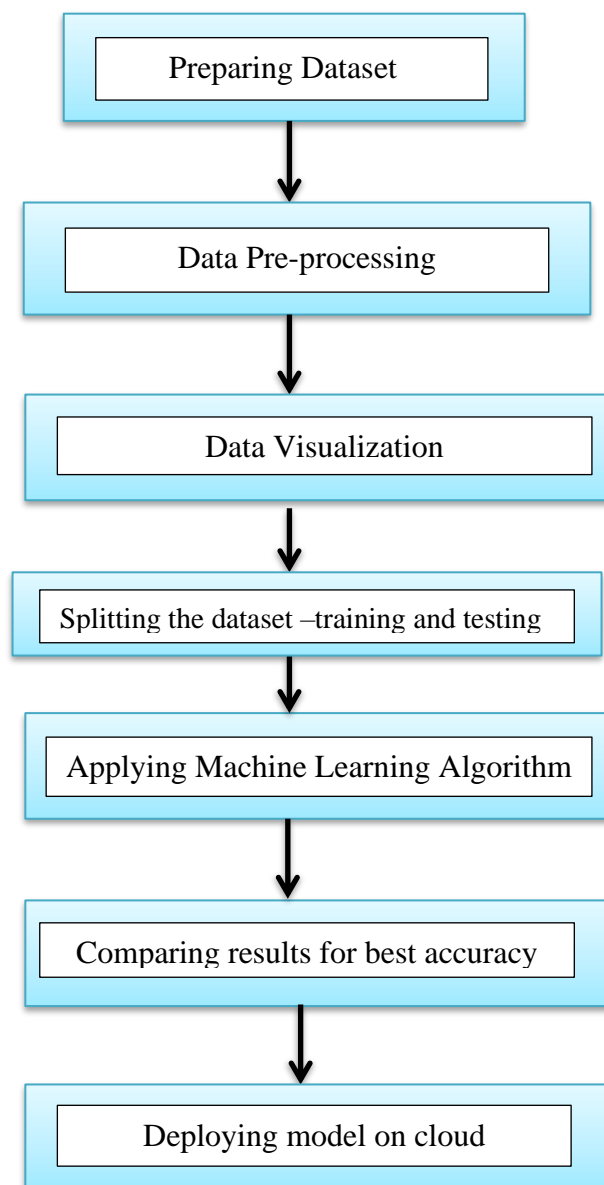 Preparing Dataset
Data Pre-processing
Data Visualization
Splitting the dataset –training and testing
Applying Machine Learning Algorithm
Comparing results for best accuracy
Deploying model on cloud